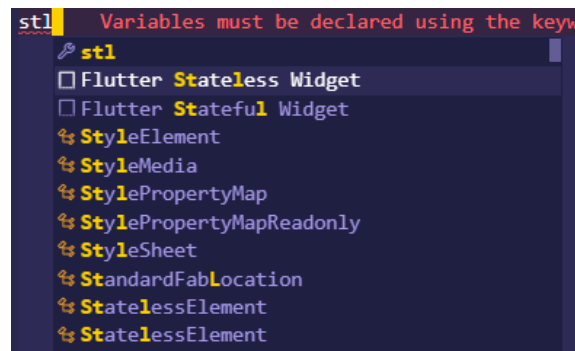 stl Variables must be declared using the keyw
stl
Flutter Stateless Widget
Flutter Stateful Widget
StyleElement
StyleMedia
StylePropertyMap
StylePropertyMapReadonly
StyleSheet
StandardFabLocation
StatelessElement
StatelessElement